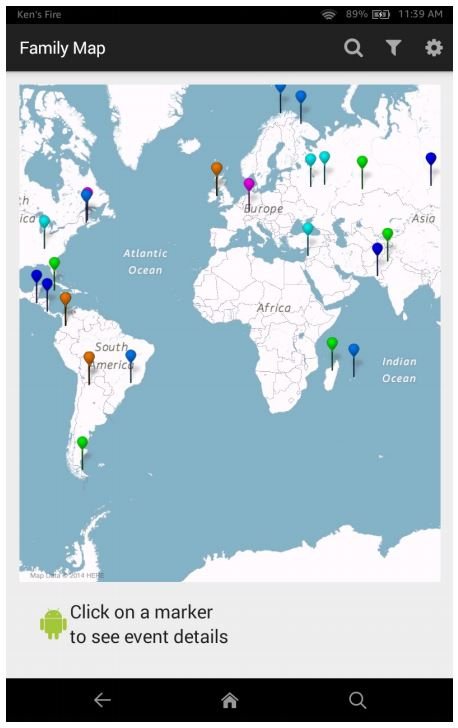 Ken's Fire
89%
11:39 AM
Family Map
Europe
Asia
Atlantic
Ocean
Africa
South
America
Indian
Ocean
Map Data © 2014 HERE
Click on a marker
to see event details